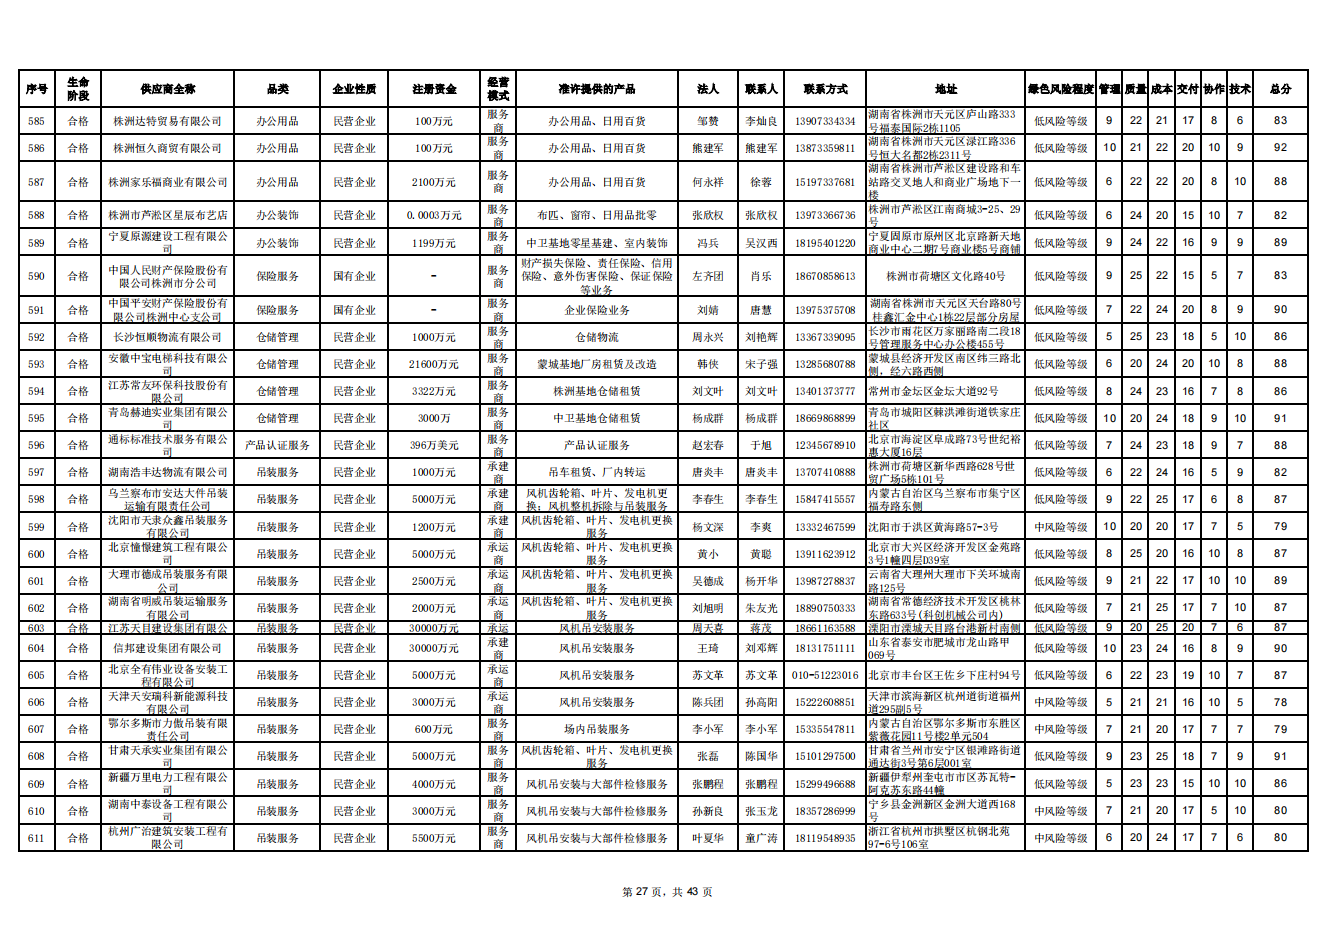 序号 生命阶段 供应商全称 品类 企业性质 注册资金 经营模式 准许提供的产品 法人 联系人 联系方式 地址 绿色风险程度 管理 质量 成本 交付 协作 技术 总分
585 合格 株洲达特贸易有限公司 办公用品 民营企业 100万元 服务商 办公用品、日用百货 邹赞 李灿良 13907334334 湖南省株洲市天元区庐山路333号福泰国际2栋1105 低风险等级 9 22 21 17 8 6 83
586 合格 株洲恒久商贸有限公司 办公用品 民营企业 100万元 服务商 办公用品、日用百货 熊建军 熊建军 13873359811 湖南省株洲市天元区渌江路336号恒大名都2栋2311号 低风险等级 10 21 22 20 10 9 92
587 合格 株洲家乐福商业有限公司 办公用品 民营企业 2100万元 服务商 办公用品、日用百货 何永祥 徐蓉 15197337681 湖南省株洲市芦淞区建设路和车站路交叉地人和商业广场地下一楼 低风险等级 6 22 22 20 8 10 88
588 合格 株洲市芦淞区星辰布艺店 办公装饰 民营企业 0.0003万元 服务商 布匹、窗帘、日用品批零 张欣权 张欣权 13973366736 株洲市芦淞区江南商城3-25、29号 低风险等级 6 24 20 15 10 7 82
589 合格 宁夏原源建设工程有限公司 办公装饰 民营企业 1199万元 服务商 中卫基地零星基建、室内装饰 冯兵 吴汉西 18195401220 宁夏固原市原州区北京路新天地商业中心二期7号商业楼5号商铺 低风险等级 9 24 22 16 9 9 89
590 合格 中国人民财产保险股份有限公司株洲市分公司 保险服务 国有企业 - 服务商 财产损失保险、责任保险、信用保险、意外伤害保险、保证保险等业务 左齐团 肖乐 18670858613 株洲市荷塘区文化路40号 低风险等级 9 25 22 15 5 7 83
591 合格 中国平安财产保险股份有限公司株洲中心支公司 保险服务 国有企业 - 服务商 企业保险业务 刘婧 唐慧 13975375708 湖南省株洲市天元区天台路80号桂鑫汇金中心1栋22层部分房屋 低风险等级 7 22 24 20 8 9 90
592 合格 长沙恒顺物流有限公司 仓储管理 民营企业 1000万元 服务商 仓储物流 周永兴 刘艳辉 13367339095 长沙市雨花区万家丽路南二段18号管理服务中心办公楼455号 低风险等级 5 25 23 18 5 10 86
593 合格 安徽中宝电梯科技有限公司 仓储管理 民营企业 21600万元 服务商 蒙城基地厂房租赁及改造 韩侠 宋子强 13285680788 蒙城县经济开发区南区纬三路北侧，经六路西侧 低风险等级 6 20 24 20 10 8 88
594 合格 江苏常友环保科技股份有限公司 仓储管理 民营企业 3322万元 服务商 株洲基地仓储租赁 刘文叶 刘文叶 13401373777 常州市金坛区金坛大道92号 低风险等级 8 24 23 16 7 8 86
595 合格 青岛赫迪实业集团有限公司 仓储管理 民营企业 3000万 服务商 中卫基地仓储租赁 杨成群 杨成群 18669868899 青岛市城阳区棘洪滩街道铁家庄社区 低风险等级 10 20 24 18 9 10 91
596 合格 通标标准技术服务有限公司 产品认证服务 民营企业 396万美元 服务商 产品认证服务 赵宏春 于旭 12345678910 北京市海淀区阜成路73号世纪裕惠大厦16层 低风险等级 7 24 23 18 9 7 88
597 合格 湖南浩丰达物流有限公司 吊装服务 民营企业 1000万元 承建商 吊车租赁、厂内转运 唐炎丰 唐炎丰 13707410888 株洲市荷塘区新华西路628号世贸广场5栋101号 低风险等级 6 22 24 16 5 9 82
598 合格 乌兰察布市安达大件吊装运输有限责任公司 吊装服务 民营企业 5000万元 承建商 风机齿轮箱、叶片、发电机更换；风机整机拆除与吊装服务 李春生 李春生 15847415557 内蒙古自治区乌兰察布市集宁区福寿路东侧 低风险等级 9 22 25 17 6 8 87
599 合格 沈阳市天隶众鑫吊装服务有限公司 吊装服务 民营企业 1200万元 承建商 风机齿轮箱、叶片、发电机更换服务 杨文深 李爽 13332467599 沈阳市于洪区黄海路57-3号 中风险等级 10 20 20 17 7 5 79
600 合格 北京憧憬建筑工程有限公司 吊装服务 民营企业 5000万元 承运商 风机齿轮箱、叶片、发电机更换服务 黄小 黄聪 13911623912 北京市大兴区经济开发区金苑路3号1幢四层D39室 低风险等级 8 25 20 16 10 8 87
601 合格 大理市德成吊装服务有限公司 吊装服务 民营企业 2500万元 承运商 风机齿轮箱、叶片、发电机更换服务 吴德成 杨开华 13987278837 云南省大理州大理市下关环城南路125号 低风险等级 9 21 22 17 10 10 89
602 合格 湖南省明威吊装运输服务有限公司 吊装服务 民营企业 2000万元 承运商 风机齿轮箱、叶片、发电机更换服务 刘旭明 朱友光 18890750333 湖南省常德经济技术开发区桃林东路633号(科创机械公司内) 低风险等级 7 21 25 17 7 10 87
603 合格 江苏天目建设集团有限公 吊装服务 民营企业 30000万元 承运 风机吊安装服务 周天喜 蒋茂 18661163588 溧阳市溧城天目路台港新村南侧 低风险等级 9 20 25 20 7 6 87
604 合格 信邦建设集团有限公司 吊装服务 民营企业 30000万元 承建商 风机吊安装服务 王琦 刘邓辉 18131751111 山东省泰安市肥城市龙山路甲069号 低风险等级 10 23 24 16 8 9 90
605 合格 北京全有伟业设备安装工程有限公司 吊装服务 民营企业 5000万元 承运商 风机吊安装服务 苏文革 苏文革 010-51223016 北京市丰台区王佐乡下庄村94号 低风险等级 6 22 23 19 10 7 87
606 合格 天津天安瑞科新能源科技有限公司 吊装服务 民营企业 3000万元 承运商 风机吊安装服务 陈兵团 孙高阳 15222608851 天津市滨海新区杭州道街道福州道295副5号 中风险等级 5 21 21 16 10 5 78
607 合格 鄂尔多斯市力傲吊装有限责任公司 吊装服务 民营企业 600万元 服务商 场内吊装服务 李小军 李小军 15335547811 内蒙古自治区鄂尔多斯市东胜区紫薇花园11号楼2单元504 中风险等级 7 21 20 17 7 7 79
608 合格 甘肃天承实业集团有限公司 吊装服务 民营企业 5000万元 服务商 风机齿轮箱、叶片、发电机更换服务 张磊 陈国华 15101297500 甘肃省兰州市安宁区银滩路街道通达街3号第6层001室 低风险等级 9 23 25 18 7 9 91
609 合格 新疆万里电力工程有限公司 吊装服务 民营企业 4000万元 服务商 风机吊安装与大部件检修服务 张鹏程 张鹏程 15299496688 新疆伊犁州奎屯市市区苏瓦特-阿克苏东路44幢 低风险等级 5 23 23 15 10 10 86
610 合格 湖南中泰设备工程有限公司 吊装服务 民营企业 3000万元 服务商 风机吊安装与大部件检修服务 孙新良 张玉龙 18357286999 宁乡县金洲新区金洲大道西168号 中风险等级 7 21 20 17 5 10 80
611 合格 杭州广治建筑安装工程有限公司 吊装服务 民营企业 5500万元 服务商 风机吊安装与大部件检修服务 叶夏华 童广涛 18119548935 浙江省杭州市拱墅区杭钢北苑97-6号106室 中风险等级 6 20 24 17 7 6 80
第 27 页，共 43 页